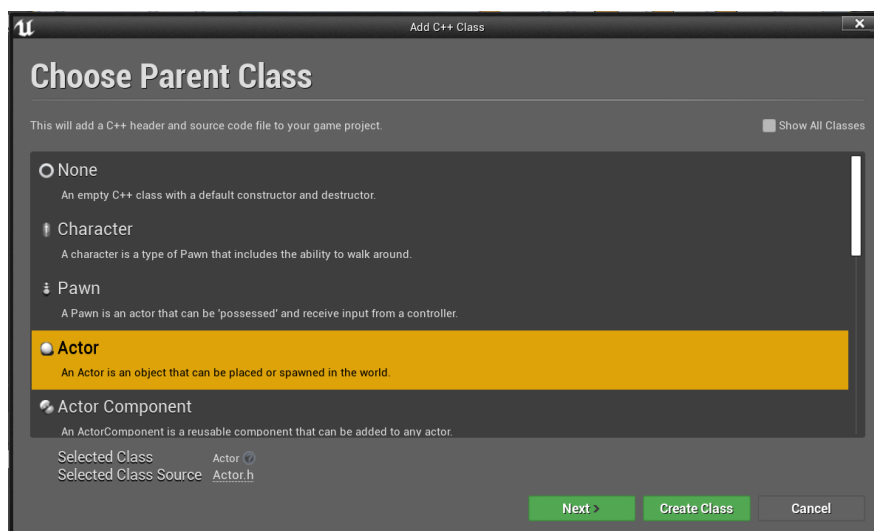 Add C++ Class
Choose Parent Class
This will add a C++ header and source code file to your game project.
Show All Classes
None
An empty C++ class with a default constructor and destructor.
Character
A character is a type of Pawn that includes the ability to walk around.
Pawn
A Pawn is an actor that can be 'possessed' and receive input from a controller.
Actor
An Actor is an object that can be placed or spawned in the world.
Actor Component
An ActorComponent is a reusable component that can be added to any actor.
Selected Class Actor
Selected Class Source Actor.h
Next Create Class Cancel